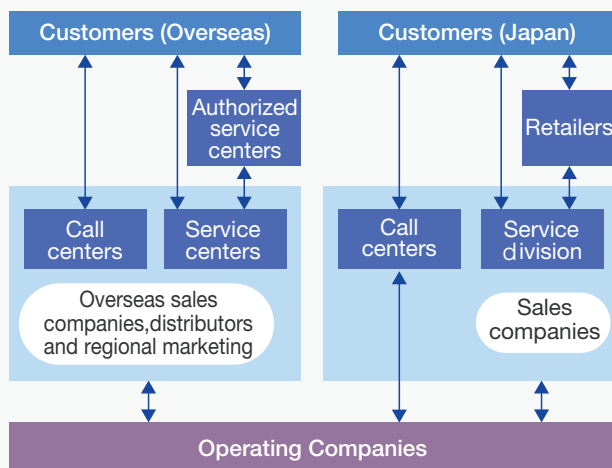 Customers (Overseas)
Customers (Japan)
Authorized
service
centers
Retailers
Call
centers
Service
centers
Call
centers
Service
division
Overseas sales
companies,distributors
and regional marketing
Sales
companies
Operating Companies